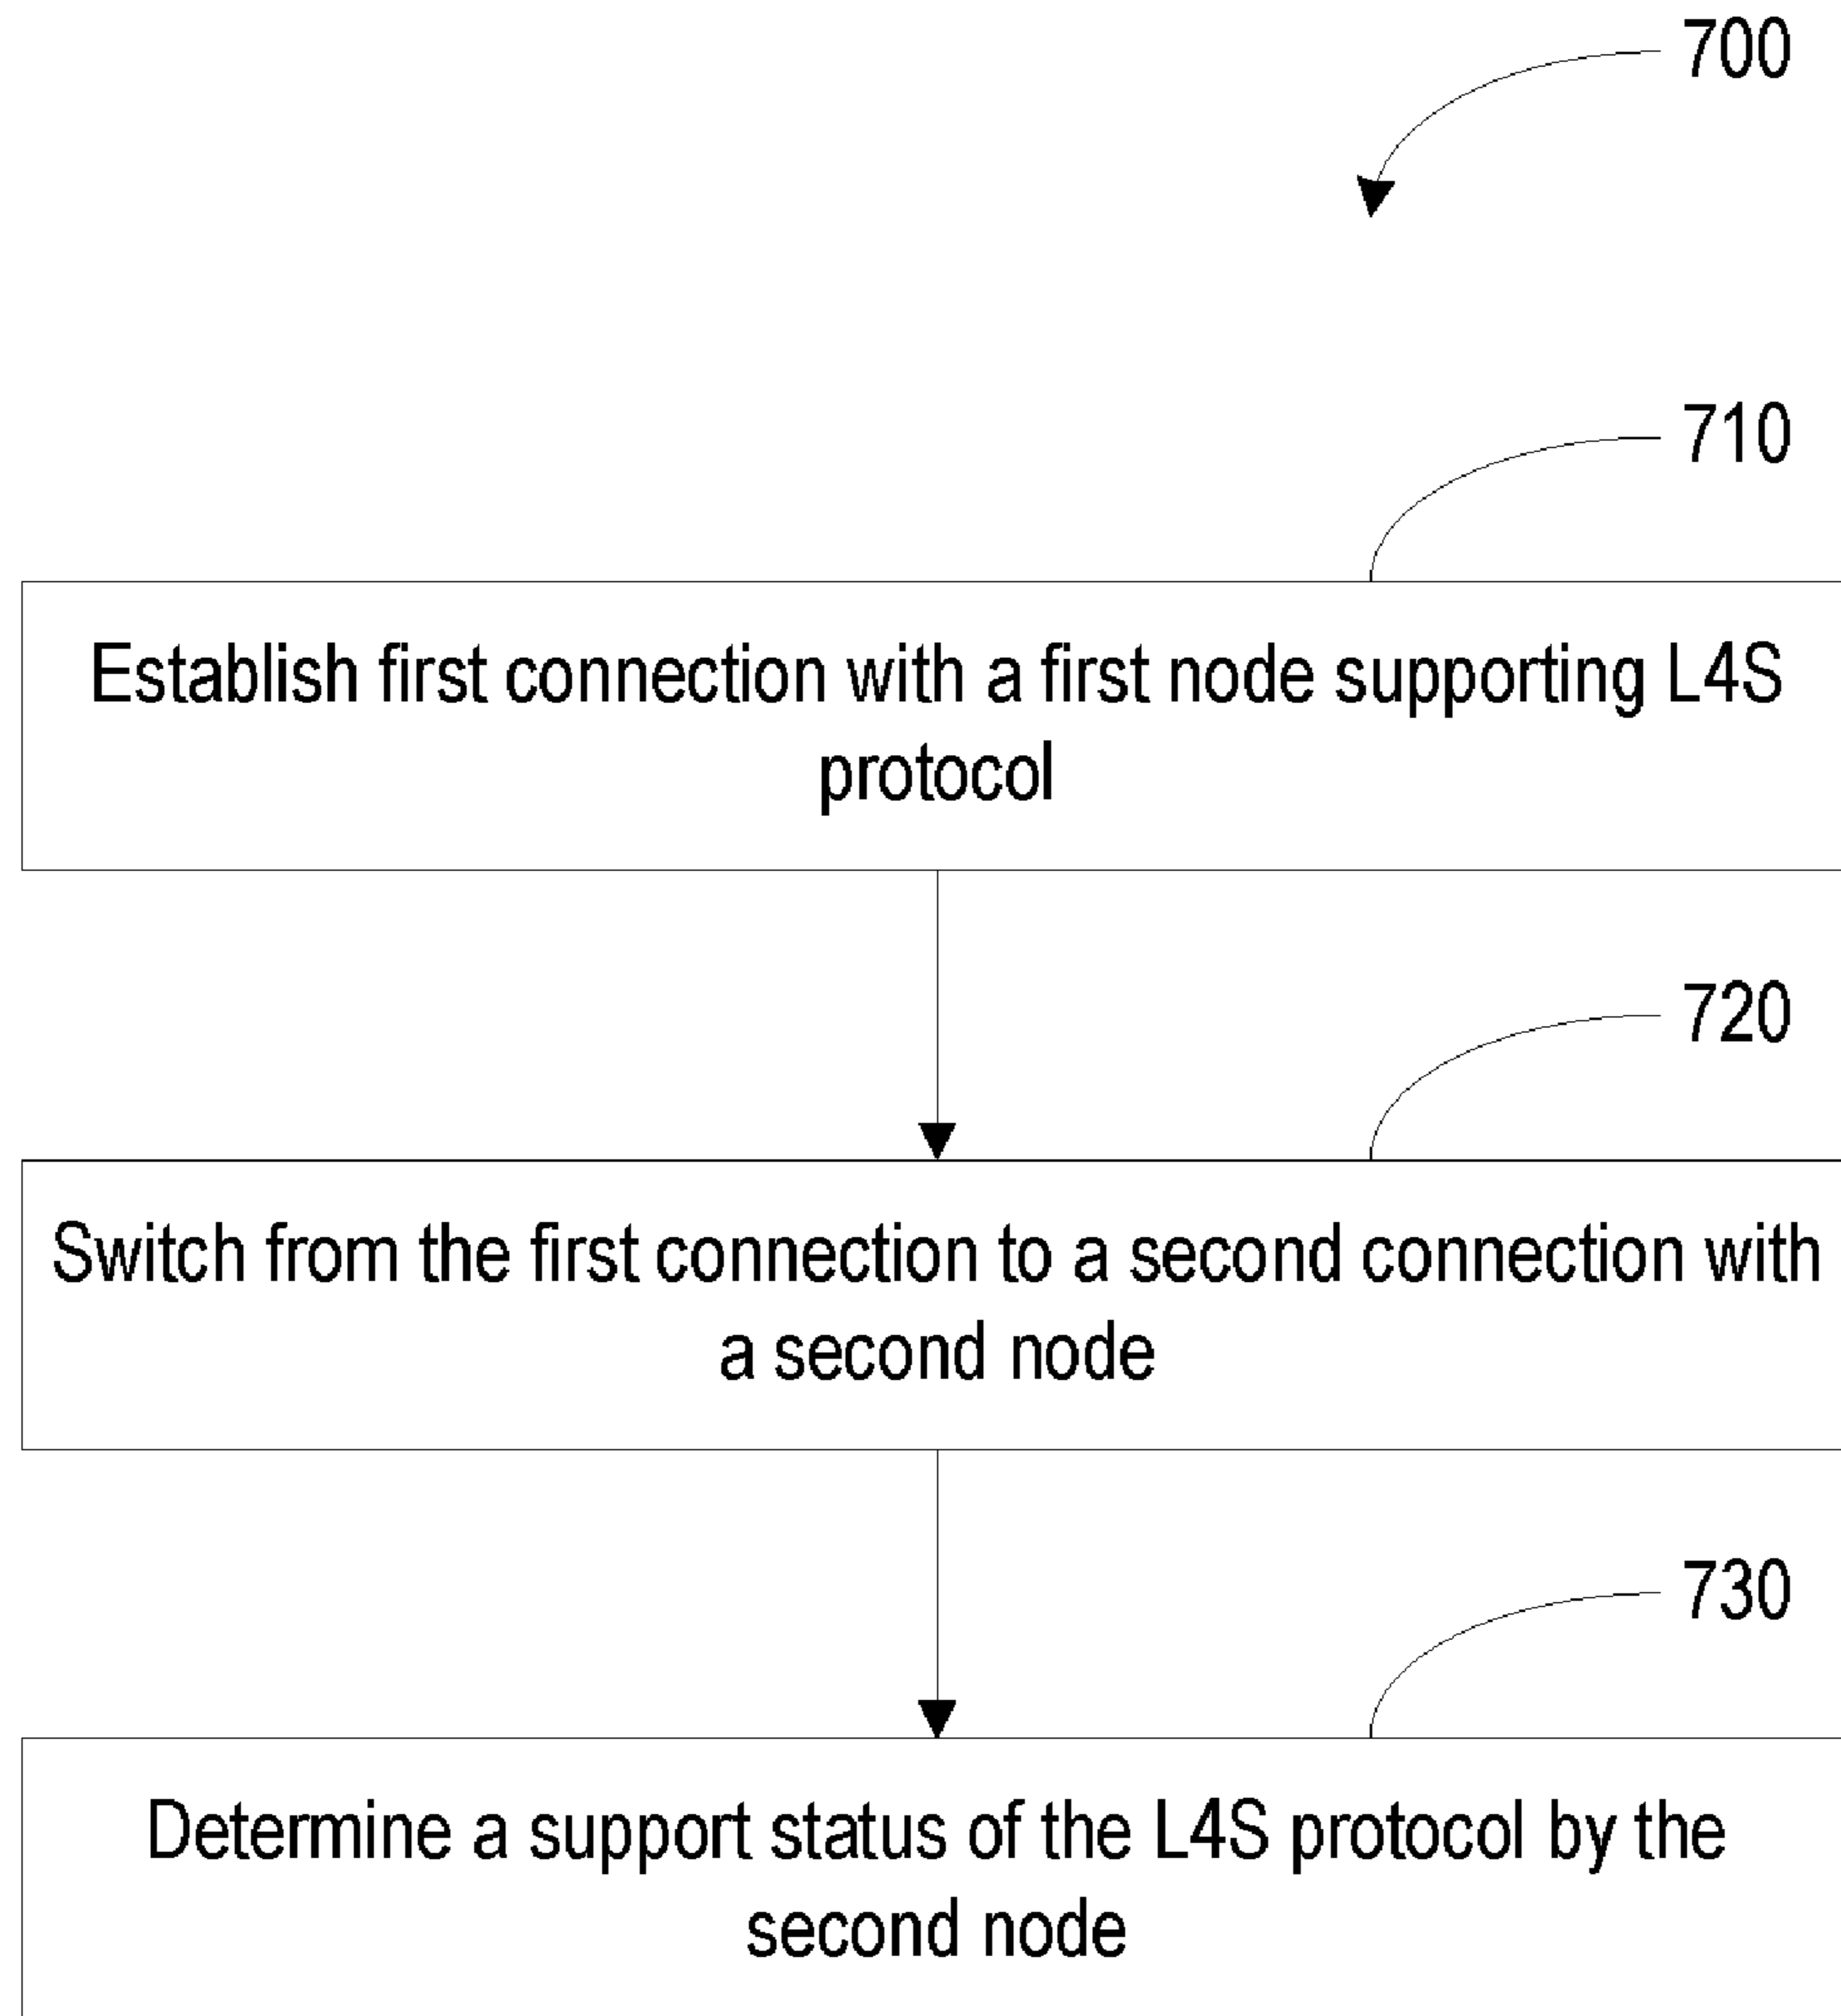 700
710
Establish first connection with a first node supporting L4S
protocol
720
Switch from the first connection to a second connection with
a second node
730
Determine a support status of the L4S protocol by the
second node